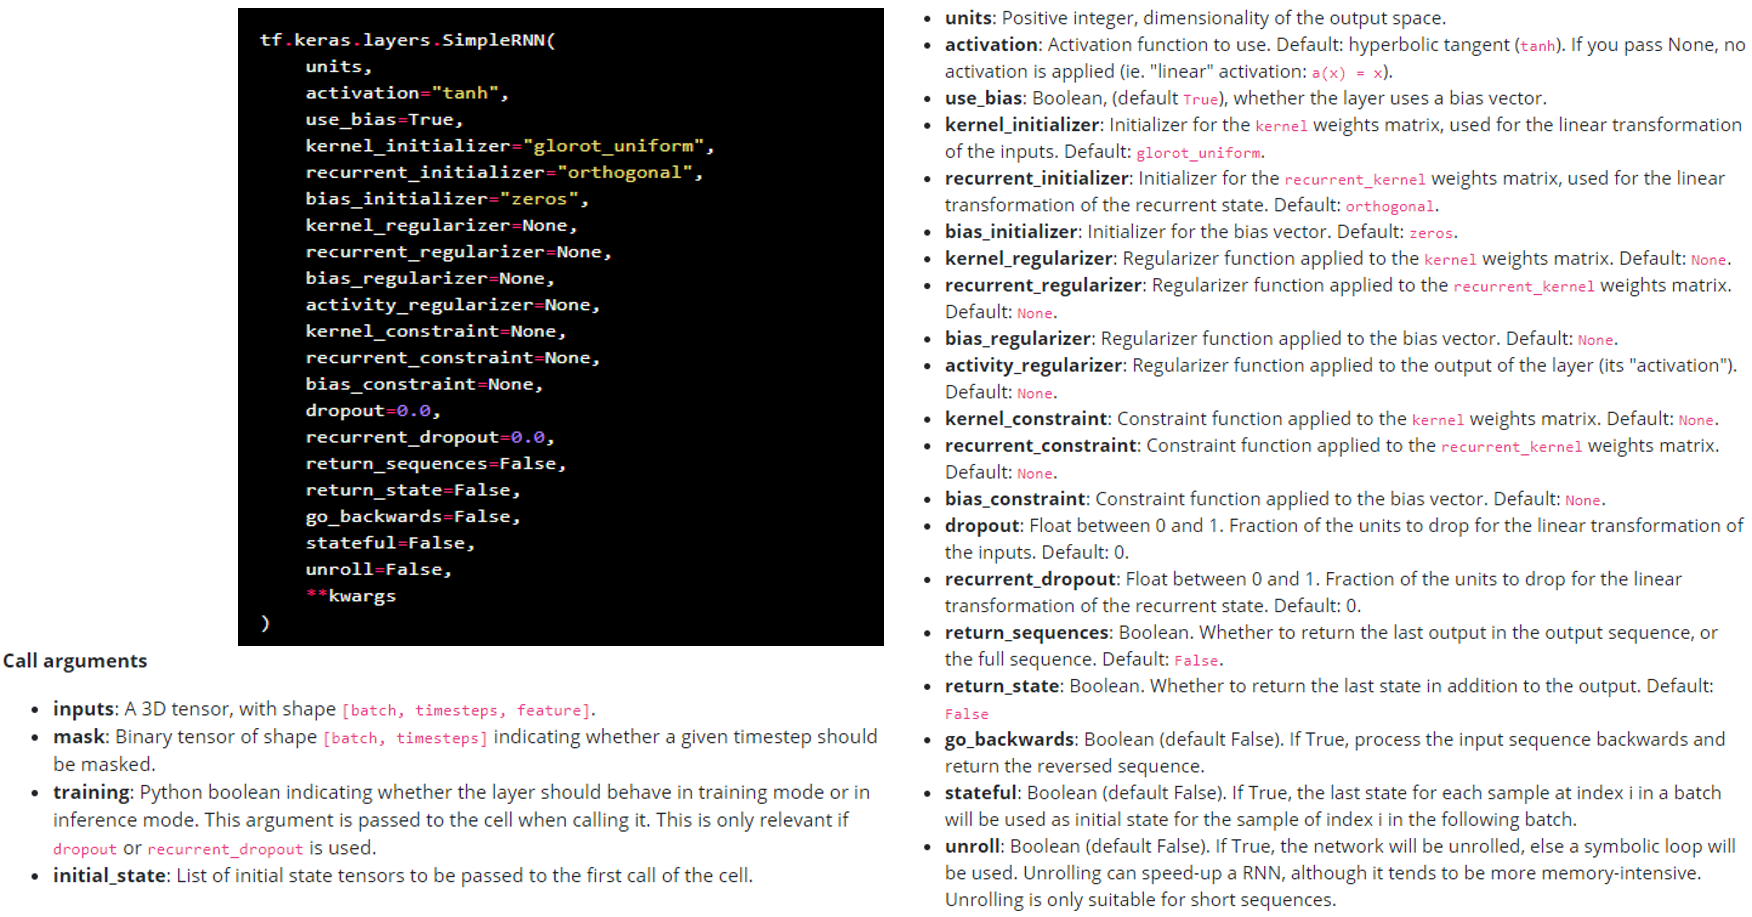 tf.keras.layers.SimpleRNN(
units,
activation="tanh",
use_bias=True,
kernel_initializer="glorot_uniform",
recurrent_initializer="orthogonal",
bias_initializer="zeros",
kernel_regularizer=None,
recurrent_regularizer=None,
bias_regularizer=None,
activity_regularizer=None,
kernel_constraint=None,
recurrent_constraint=None,
bias_constraint=None,
dropout=0.0,
recurrent_dropout=0.0,
return_sequences=False,
return_state=False,
go_backwards=False,
stateful=False,
unroll=False,
**kwargs
)
Call arguments
• inputs: A 3D tensor, with shape [batch, timesteps, feature].
• mask: Binary tensor of shape [batch, timesteps] indicating whether a given timestep should
be masked.
• training: Python boolean indicating whether the layer should behave in training mode or in
inference mode. This argument is passed to the cell when calling it. This is only relevant if
dropout or recurrent_dropout is used.
• initial_state: List of initial state tensors to be passed to the first call of the cell.
• units: Positive integer, dimensionality of the output space.
• activation: Activation function to use. Default: hyperbolic tangent (tanh). If you pass None, no
activation is applied (ie. "linear" activation: a(x) = x).
• use_bias: Boolean, (default True), whether the layer uses a bias vector.
• kernel_initializer: Initializer for the kernel weights matrix, used for the linear transformation
of the inputs. Default: glorot_uniform.
• recurrent_initializer: Initializer for the recurrent_kernel weights matrix, used for the linear
transformation of the recurrent state. Default: orthogonal.
• bias_initializer: Initializer for the bias vector. Default: zeros.
• kernel_regularizer: Regularizer function applied to the kernel weights matrix. Default: None.
• recurrent_regularizer: Regularizer function applied to the recurrent_kernel weights matrix.
Default: None.
• bias_regularizer: Regularizer function applied to the bias vector. Default: None.
• activity_regularizer: Regularizer function applied to the output of the layer (its "activation").
Default: None.
• kernel_constraint: Constraint function applied to the kernel weights matrix. Default: None.
• recurrent_constraint: Constraint function applied to the recurrent_kernel weights matrix.
Default: None.
• bias_constraint: Constraint function applied to the bias vector. Default: None.
• dropout: Float between 0 and 1. Fraction of the units to drop for the linear transformation of
the inputs. Default: 0.
• recurrent_dropout: Float between 0 and 1. Fraction of the units to drop for the linear
transformation of the recurrent state. Default: 0.
• return_sequences: Boolean. Whether to return the last output in the output sequence, or
the full sequence. Default: False.
• return_state: Boolean. Whether to return the last state in addition to the output. Default:
False
• go_backwards: Boolean (default False). If True, process the input sequence backwards and
return the reversed sequence.
• stateful: Boolean (default False). If True, the last state for each sample at index i in a batch
will be used as initial state for the sample of index i in the following batch.
• unroll: Boolean (default False). If True, the network will be unrolled, else a symbolic loop will
be used. Unrolling can speed-up a RNN, although it tends to be more memory-intensive.
Unrolling is only suitable for short sequences.